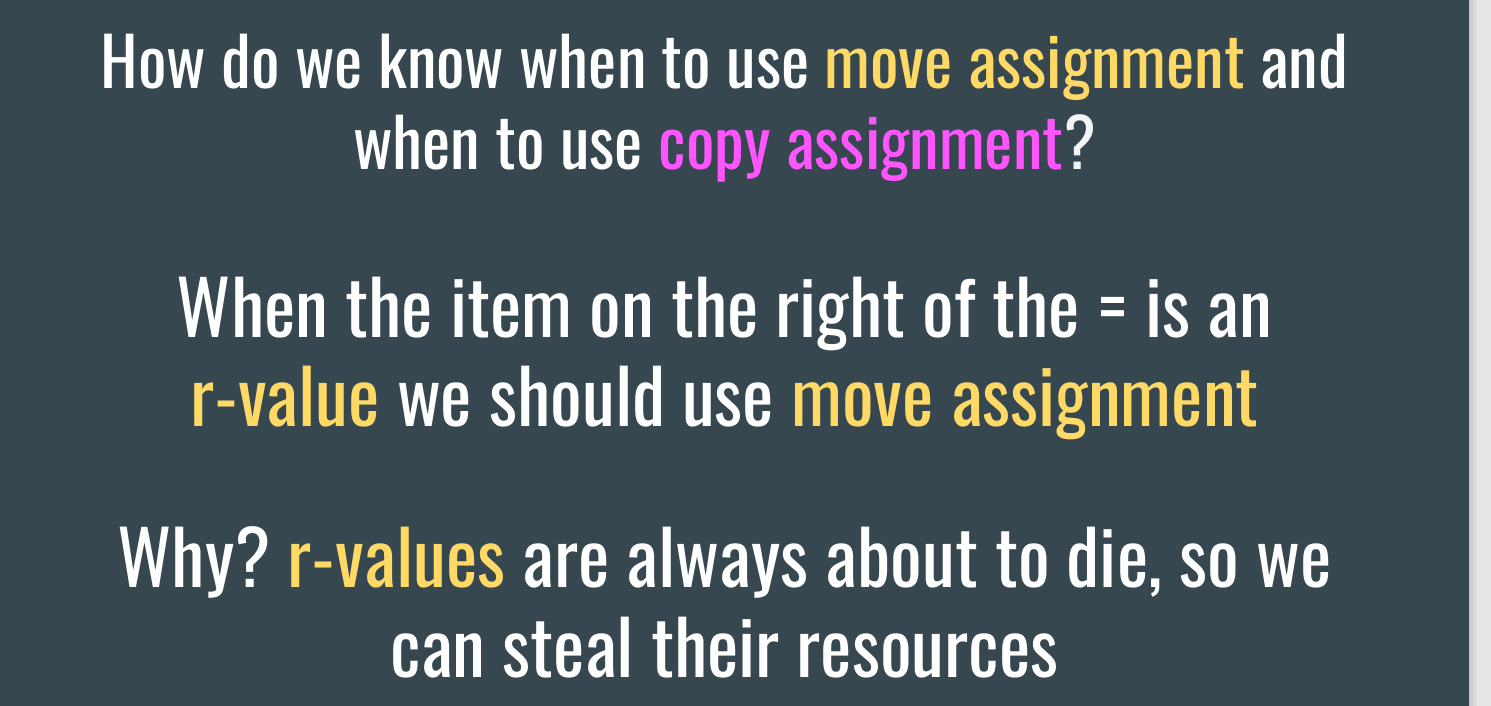 How do we know when to use move assignment and
when to use copy assignment?
When the item on the right of the = is an
r-value we should use move assignment
Why? r-values are always about to die, so we
can steal their resources